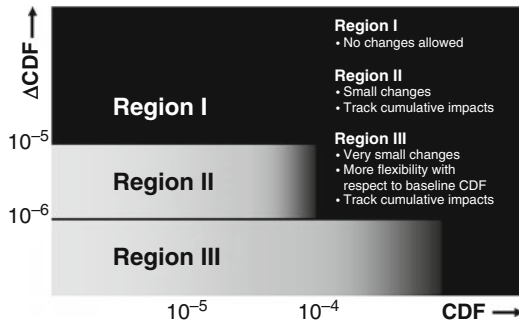 ΔCDF
Region I
• No changes allowed
Region II
• Small changes
• Track cumulative impacts
Region III
• Very small changes
• More flexibility with
respect to baseline CDF
• Track cumulative impacts
Region I
10⁻⁵
Region II
10⁻⁶
Region III
10⁻⁵
10⁻⁴
CDF